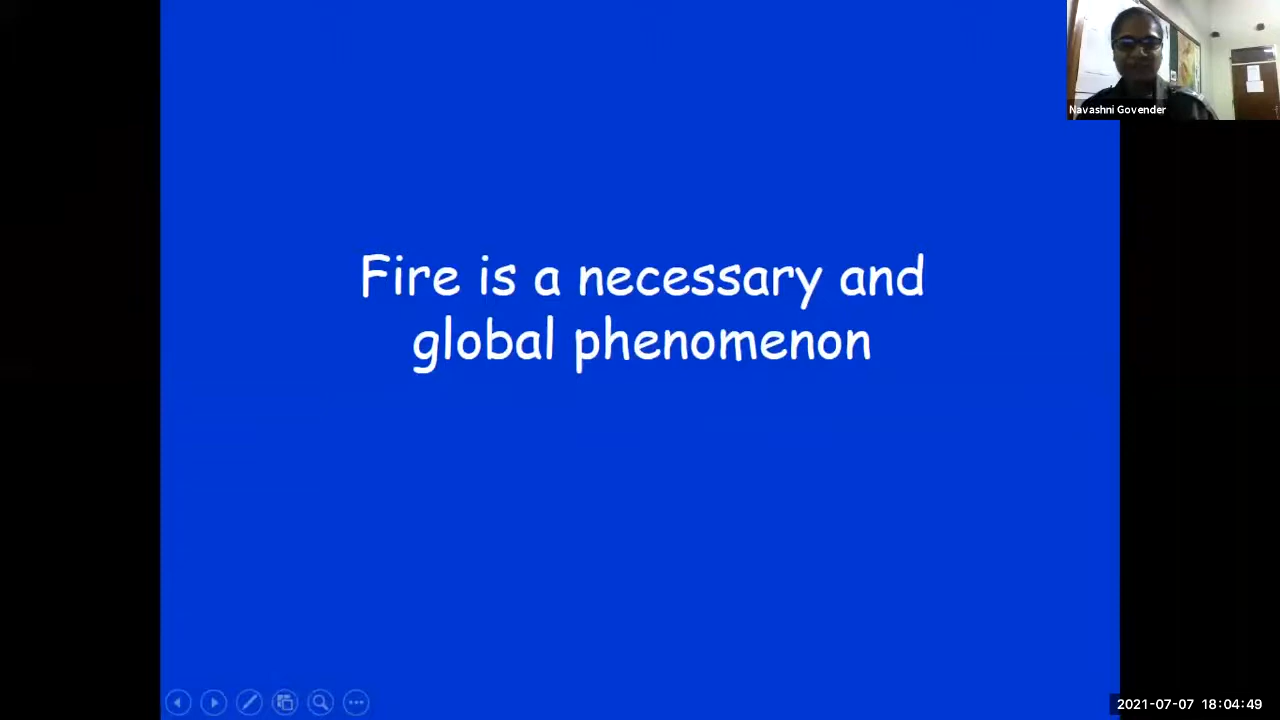 Navashni Govender
Fire is a necessary and
global phenomenon
2021-07-07 18:04:49